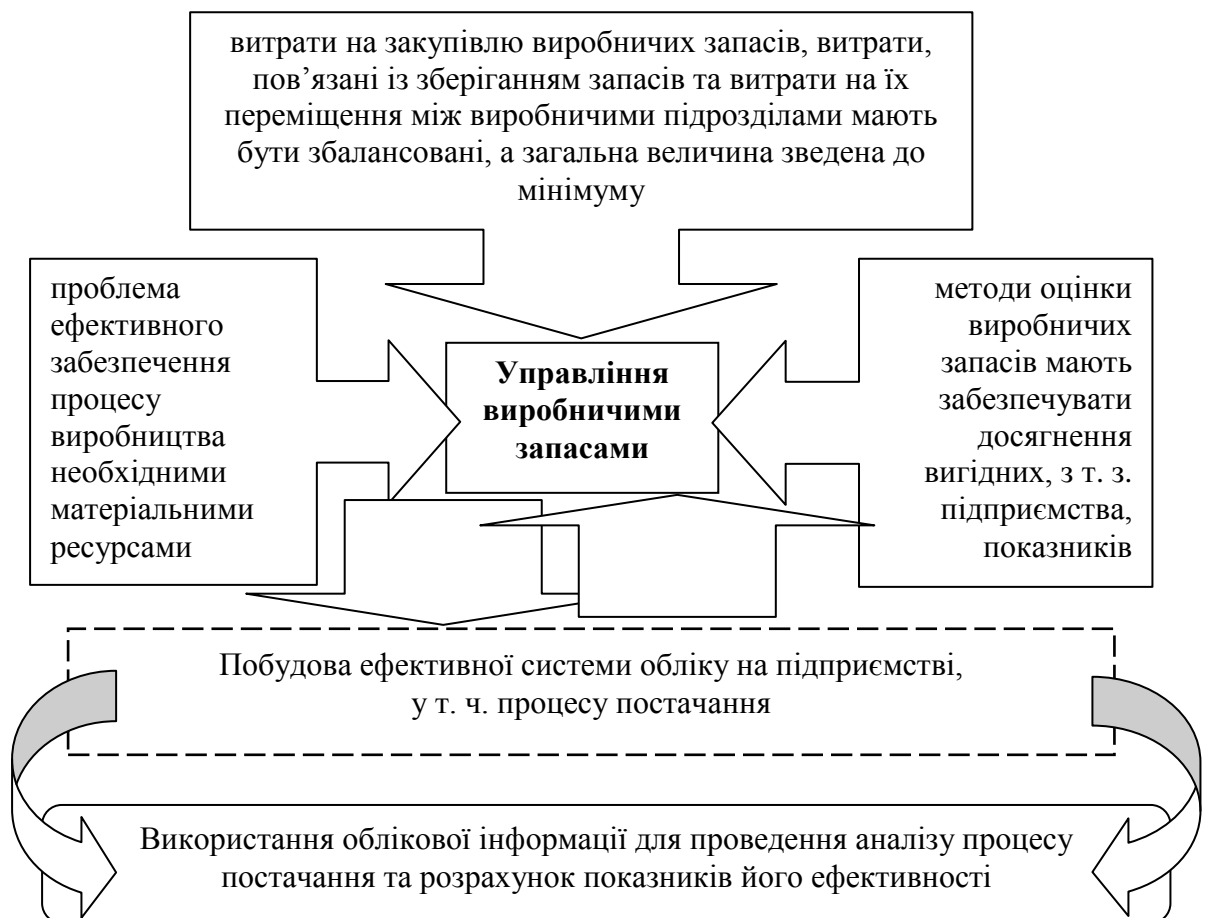 витрати на закупівлю виробничих запасів, витрати,
пов’язані із зберіганням запасів та витрати на їх
переміщення між виробничими підрозділами мають
бути збалансовані, а загальна величина зведена до
мінімуму
проблема
ефективного
забезпечення
процесу
виробництва
необхідними
матеріальними
ресурсами
Управління
виробничими
запасами
методи оцінки
виробничих
запасів мають
забезпечувати
досягнення
вигідних, з т. з.
підприємства,
показників
Побудова ефективної системи обліку на підприємстві,
у т. ч. процесу постачання
Використання облікової інформації для проведення аналізу процесу
постачання та розрахунок показників його ефективності